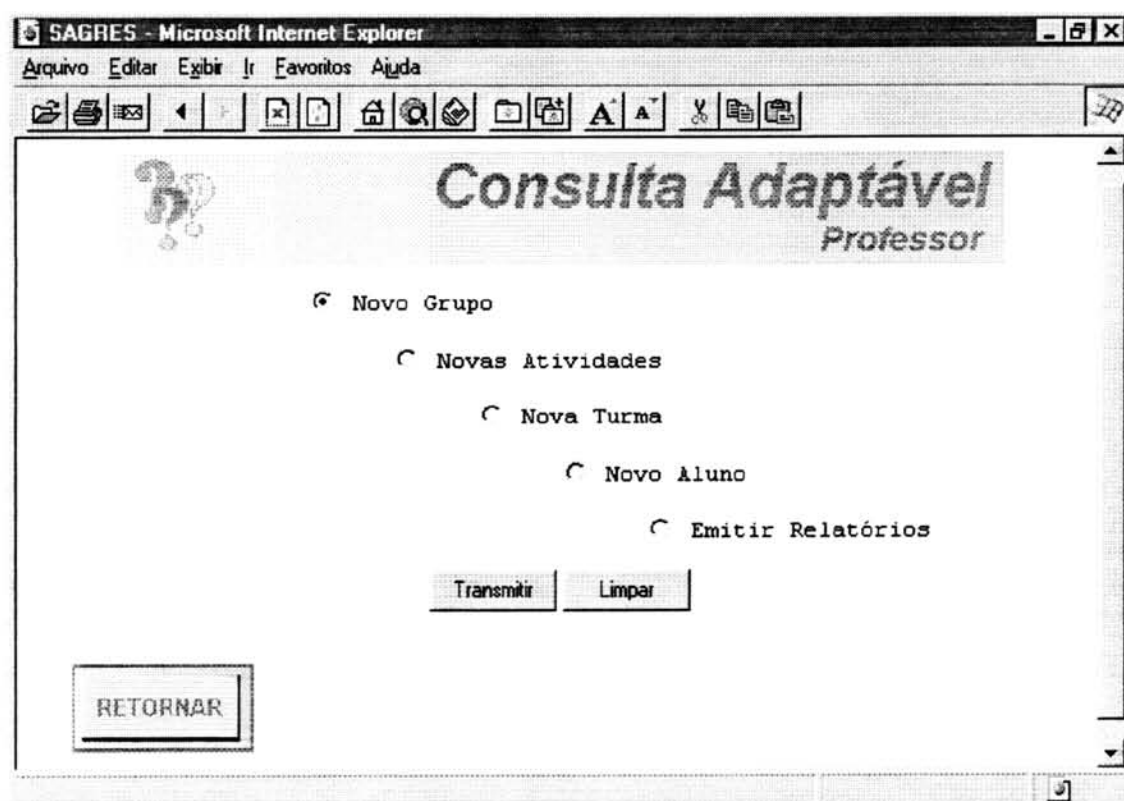 SAGRES - Microsoft Internet Explorer
Arquivo Editar Exibir Ir Favoritos Ajuda
Consulta Adaptável
Professor
Novo Grupo
Novas Atividades
Nova Turma
Novo Aluno
Emitir Relatórios
Transmitir Limpar
RETORNAR